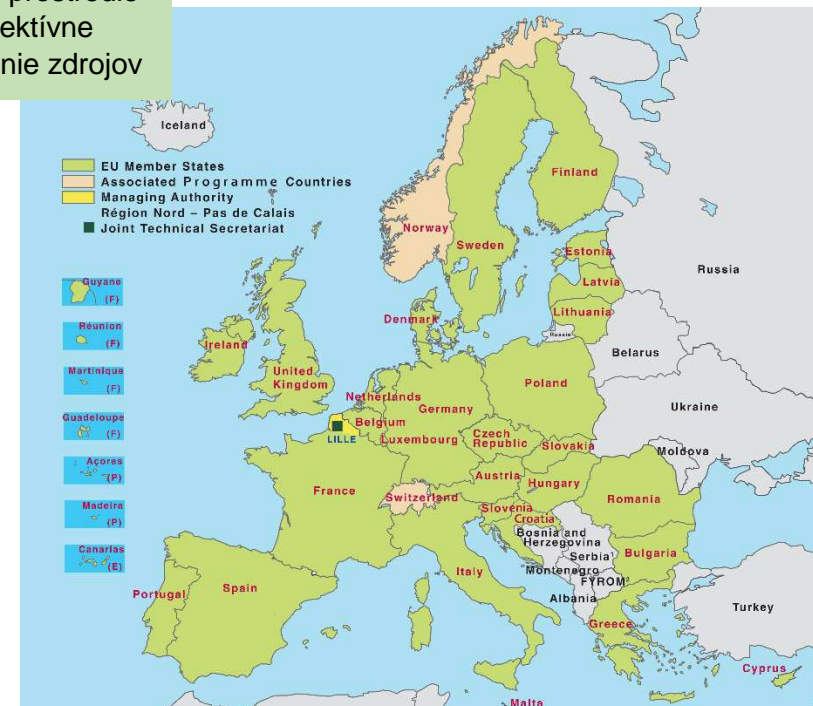 prostredie
ektívne
nie zdrojov
Iceland
EU Member States
Associated Programme Countries
Managing Authority
Région Nord – Pas de Calais
Joint Technical Secretariat
Finland
Norway
Sweden
Estonia
Russia
Latvia
Lithuania
Denmark
Russia
Guyane
(F)
Réunion
(F)
Martinique
(F)
Guadeloupe
(F)
Açores
(P)
Madeira
(P)
Canarias
(E)
Ireland
United
Kingdom
Belarus
Netherlands
Poland
Germany
Belgium
Ukraine
LILLE
Luxembourg
Czech
Republic
Slovakia
Moldova
Austria
Hungary
France
Switzerland
Romania
Slovenia
Croatia
Bosnia and
Herzegovina
Serbia
Bulgaria
Montenegro
Italy
FYROM
Albania
Portugal
Spain
Turkey
Greece
Cyprus
Malta